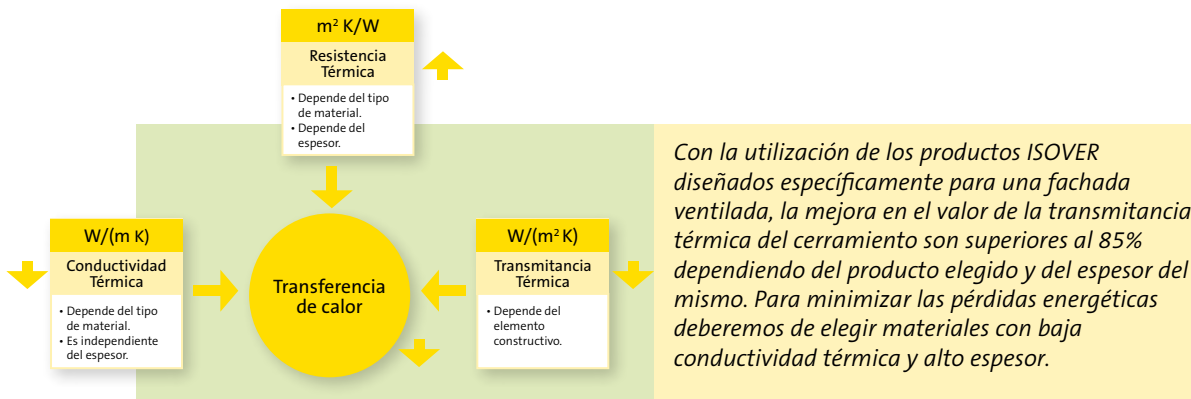 m² K/W
Resistencia
Térmica
• Depende del tipo
de material.
• Depende del
espesor.
W/(m K)
Conductividad
Térmica
• Depende del tipo
de material.
• Es independiente
del espesor.
Transferencia
de calor
W/(m² K)
Transmitancia
Térmica
• Depende del
elemento
constructivo.
Con la utilización de los productos ISOVER
diseñados específicamente para una fachada
ventilada, la mejora en el valor de la transmitancia
térmica del cerramiento son superiores al 85%
dependiendo del producto elegido y del espesor del
mismo. Para minimizar las pérdidas energéticas
deberemos de elegir materiales con baja
conductividad térmica y alto espesor.